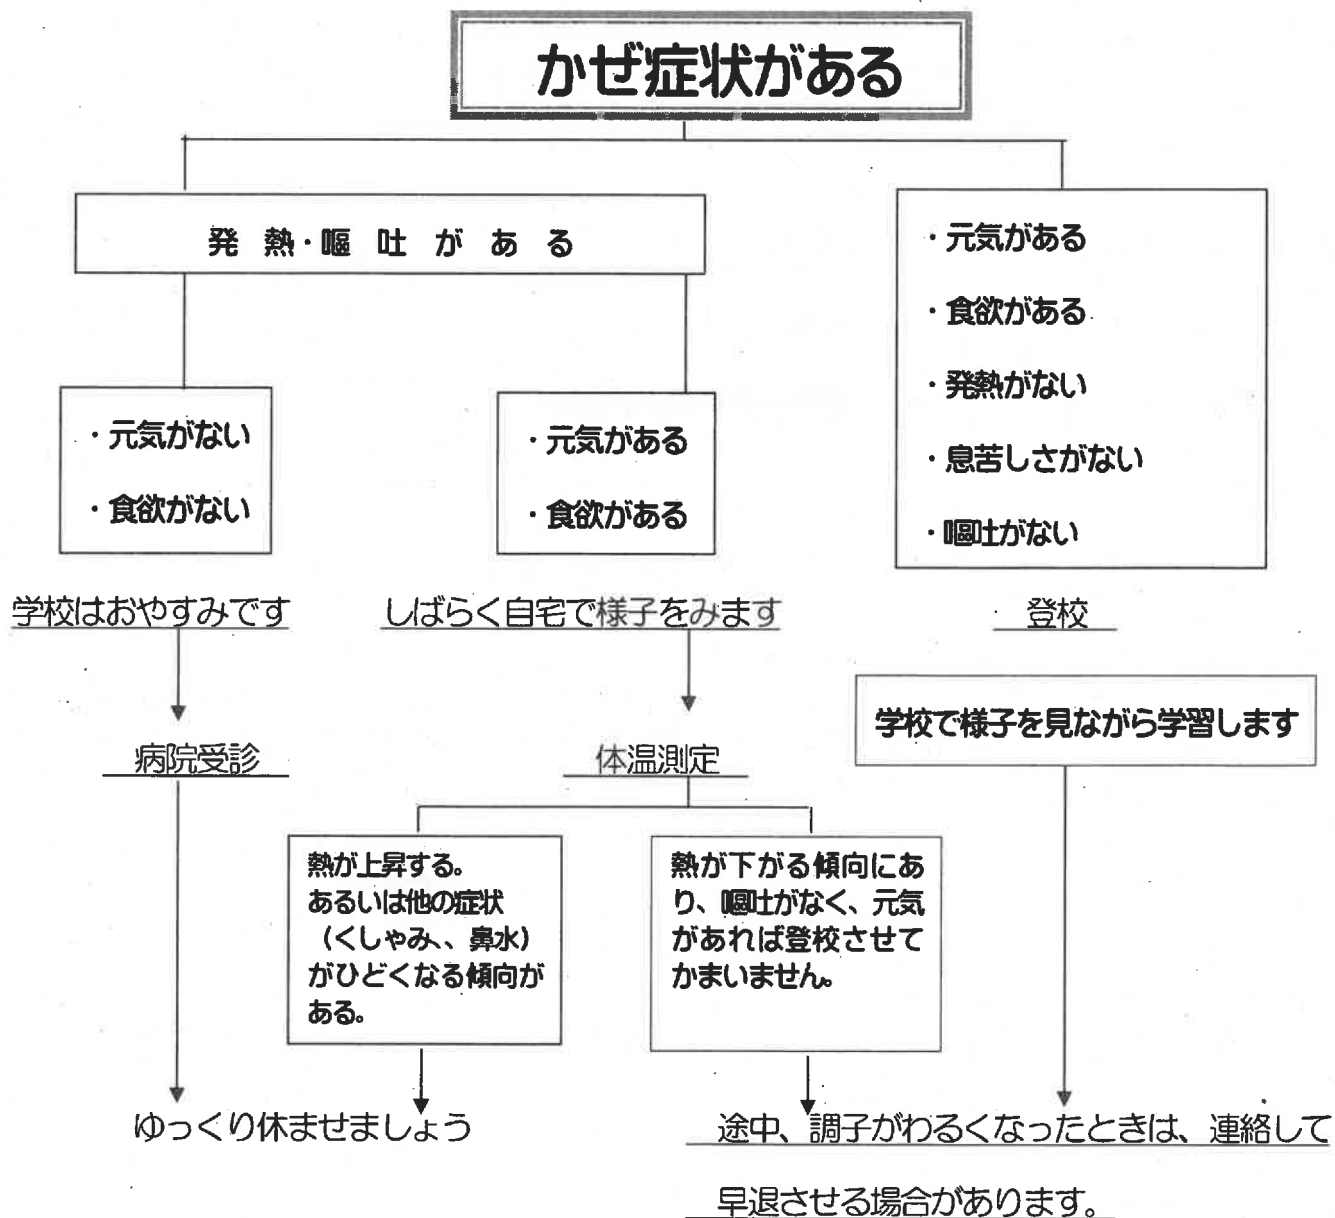 かぜ症状がある
発熱・嘔吐がある
・元気がない
・食欲がない
・元気がある
・食欲がある
・元気がある
・食欲がある
・発熱がない
・息苦しさがない
・嘔吐がない
学校はおやすみです
しばらく自宅で様子をみます
登校
学校で様子を見ながら学習します
病院受診
体温測定
熱が上昇する。
あるいは他の症状
（くしゃみ、、鼻水）
がひどくなる傾向が
ある。
熱が下がる傾向にあ
り、嘔吐がなく、元気
があれば登校させて
かまいません。
ゆっくり休ませましょう
途中、調子がわるくなったときは、連絡して
早退させる場合があります。